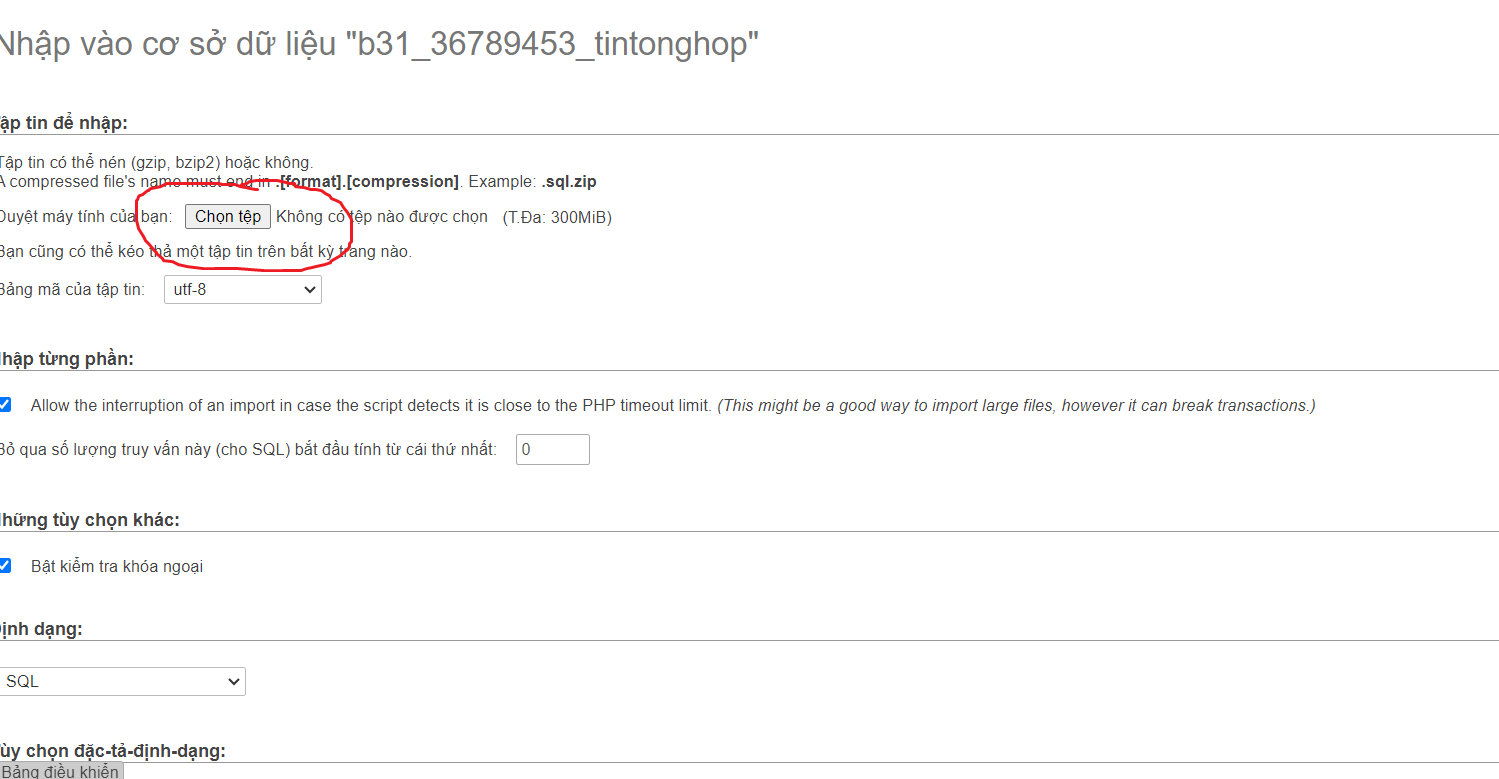 Nhập vào cơ sở dữ liệu "b31_36789453_tintonghop"
ập tin để nhập:
Tập tin có thể nén (gzip, bzip2) hoặc không.
A compressed file's name must end in .[format].[compression]. Example: .sql.zip
Duyệt máy tính của bạn: Chọn tệp Không có tệp nào được chọn (T.Đa: 300MiB)
Bạn cũng có thể kéo thả một tập tin trên bất kỳ trang nào.
Bảng mã của tập tin: utf-8
hập từng phần:
Allow the interruption of an import in case the script detects it is close to the PHP timeout limit. (This might be a good way to import large files, however it can break transactions.)
Bỏ qua số lượng truy vấn này (cho SQL) bắt đầu tính từ cái thứ nhất: 0
hững tùy chọn khác:
Bật kiểm tra khóa ngoại
ịnh dạng:
SQL
ùy chọn đặc-tả-định-dạng:
Bảng điều khiển